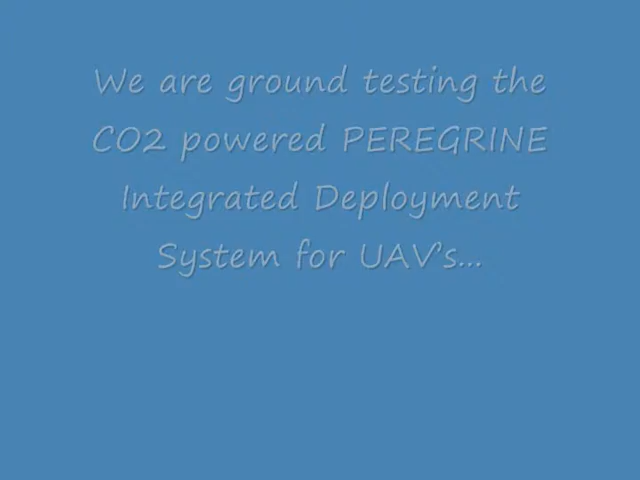 We are ground testing the
CO2 powered PEREGRINE
Integrated Deployment
System for UAV's...